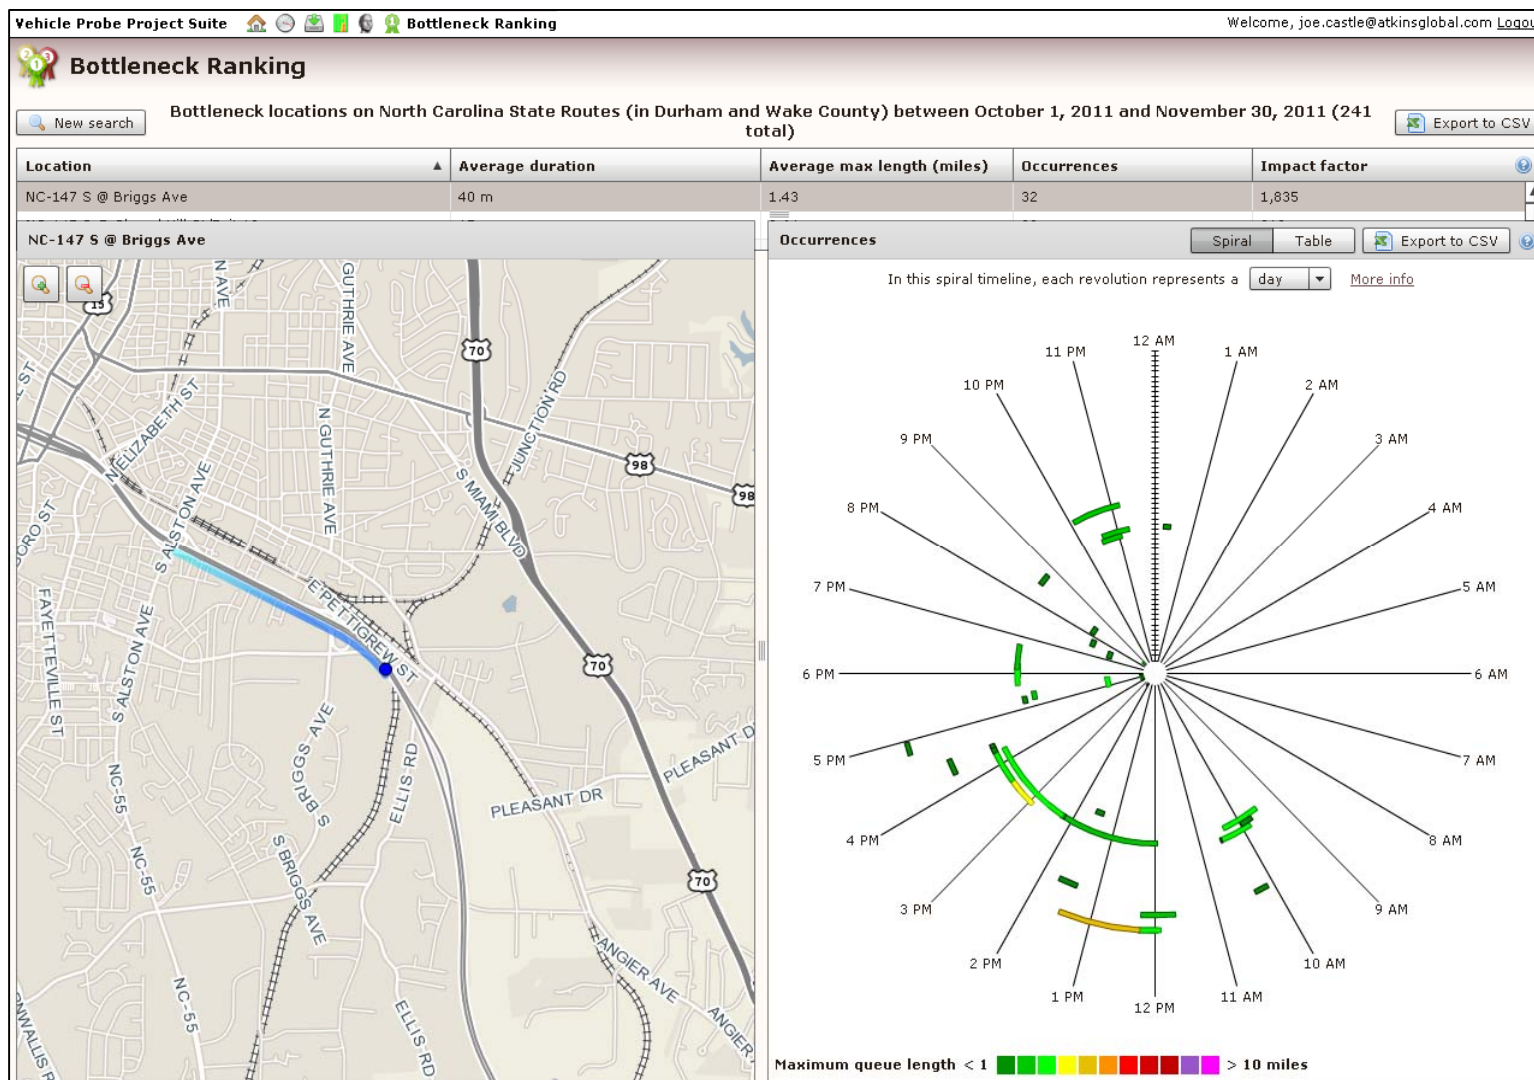 Vehicle Probe Project Suite
Bottleneck Ranking
Welcome, joe.castle@atkinsglobal.com
Bottleneck Ranking
New search
Bottleneck locations on North Carolina State Routes (in Durham and Wake County) between October 1, 2011 and November 30, 2011 (241
total)
Export to CSV
Location
Average duration
Average max length (miles)
Occurrences
Impact factor
NC-147 S @ Briggs Ave
40 m
1.43
32
1,835
NC-147 S @ Briggs Ave
15
N AVE
GUTHRIE AVE
70
JUNCTION RD
ST
N ELIZABETH ST
N GUTHRIE AVE
98
S MIAMI BLVD
98
S ALSTON AVE
ST
E PETTIGREW ST
FAYETTEVILLE ST
S ALSTON AVE
70
S BRIGGS AVE
ELLIS RD
PLEASANT DR
PLEASANT D
NC-55
NC-55
S BRIGGS AVE
70
ANGIER AVE
ELLIS RD
ANGIER
NC-55
Occurrences
Spiral
Table
Export to CSV
In this spiral timeline, each revolution represents a day More info
12 AM
1 AM
2 AM
3 AM
4 AM
5 AM
6 AM
7 AM
8 AM
9 AM
10 AM
11 AM
12 PM
1 PM
2 PM
3 PM
4 PM
5 PM
6 PM
7 PM
8 PM
9 PM
10 PM
11 PM
Maximum queue length < 1
> 10 miles